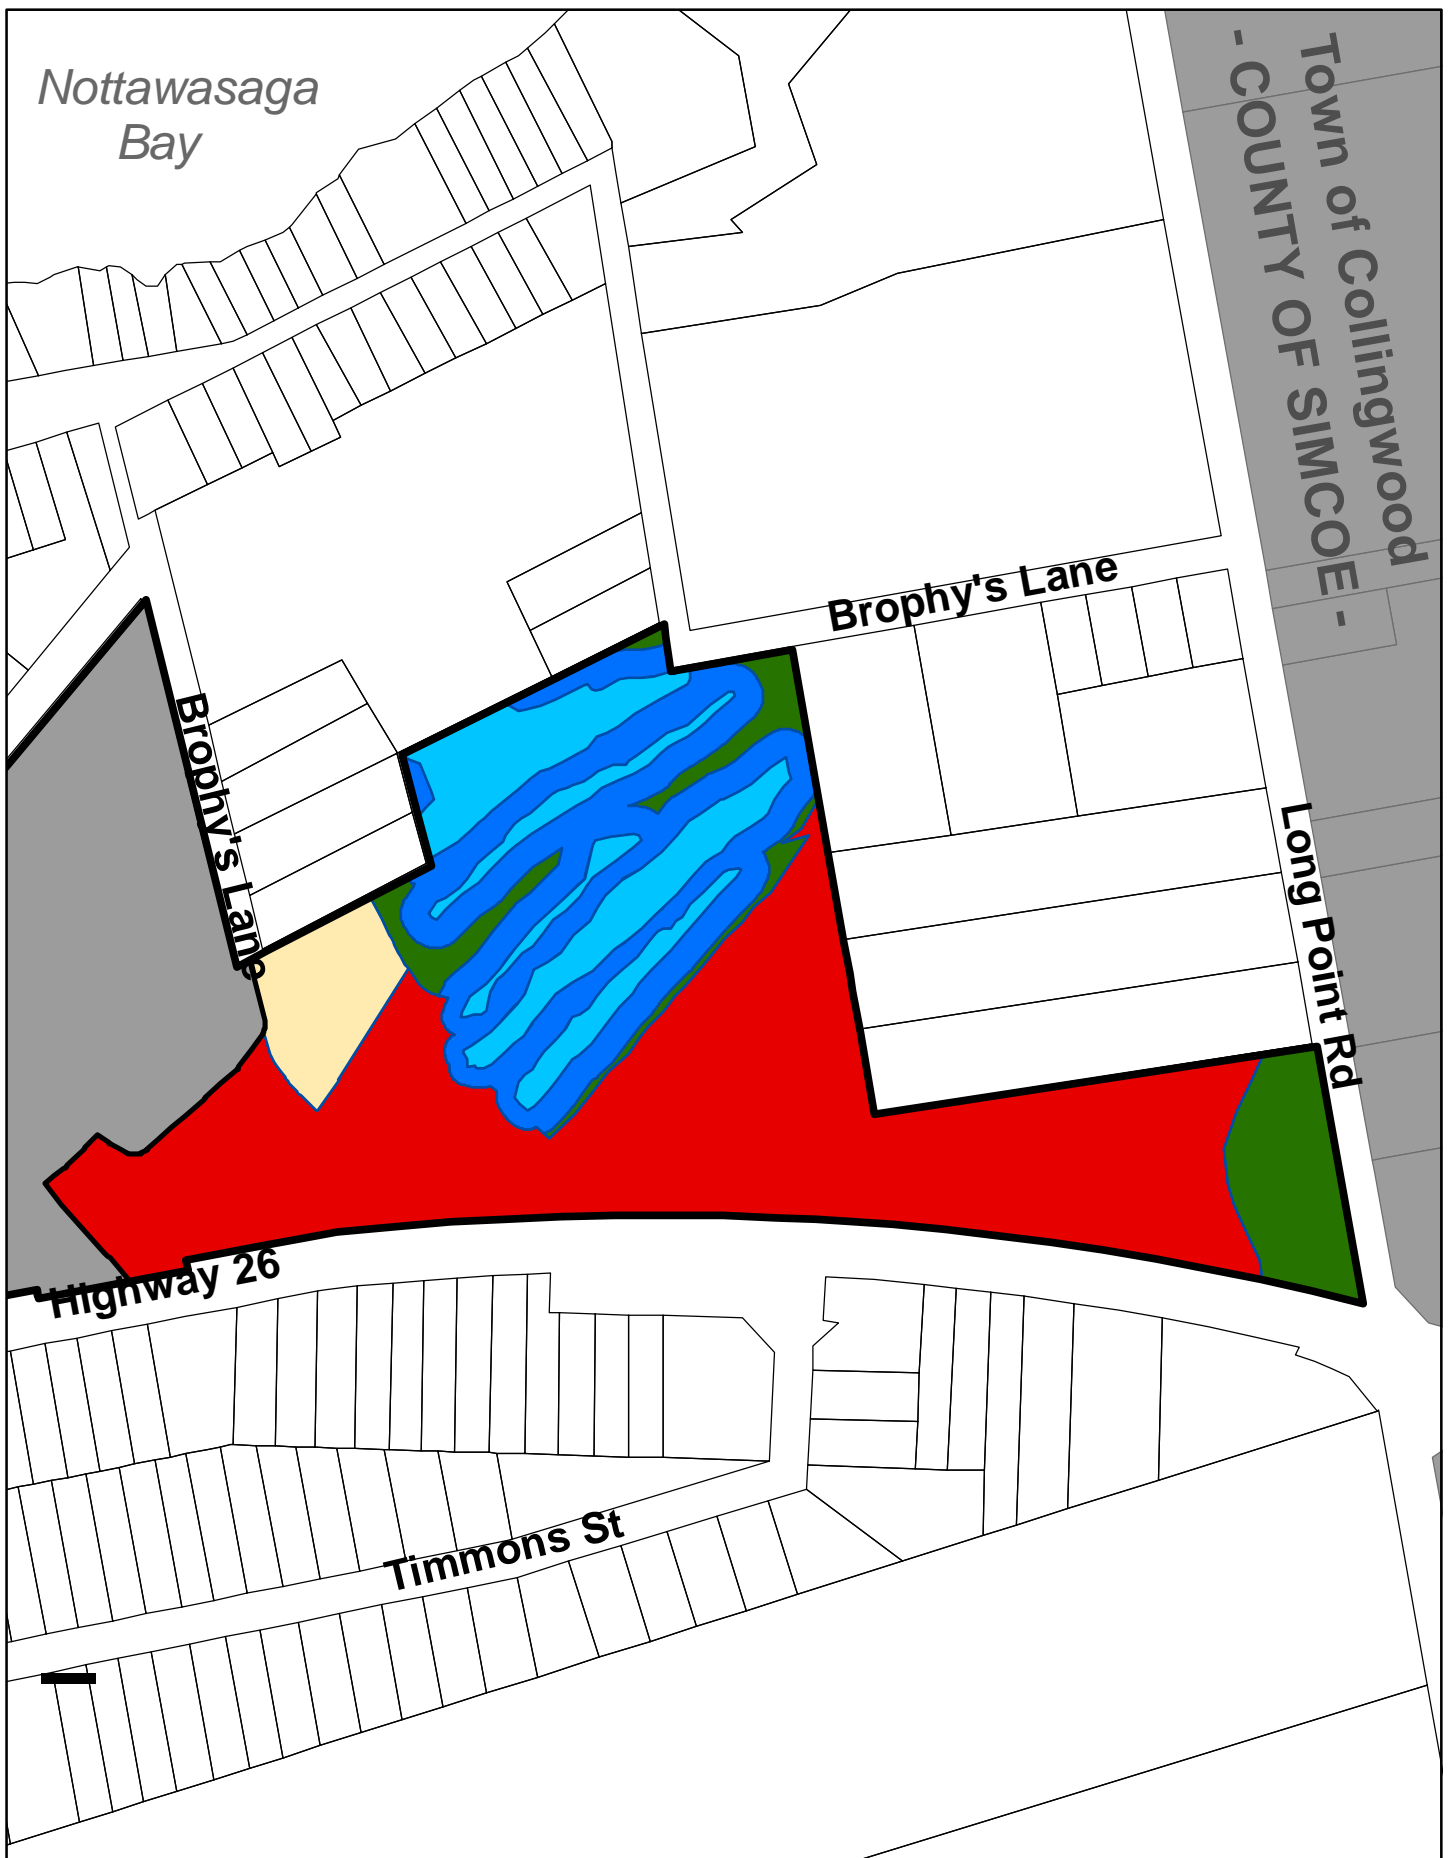 Nottawasaga
Bay
Town of Collingwood
- COUNTY OF SIMCOE -
Brophy's Lane
Brophy's Lane
Long Point Rd
Highway 26
Timmons St